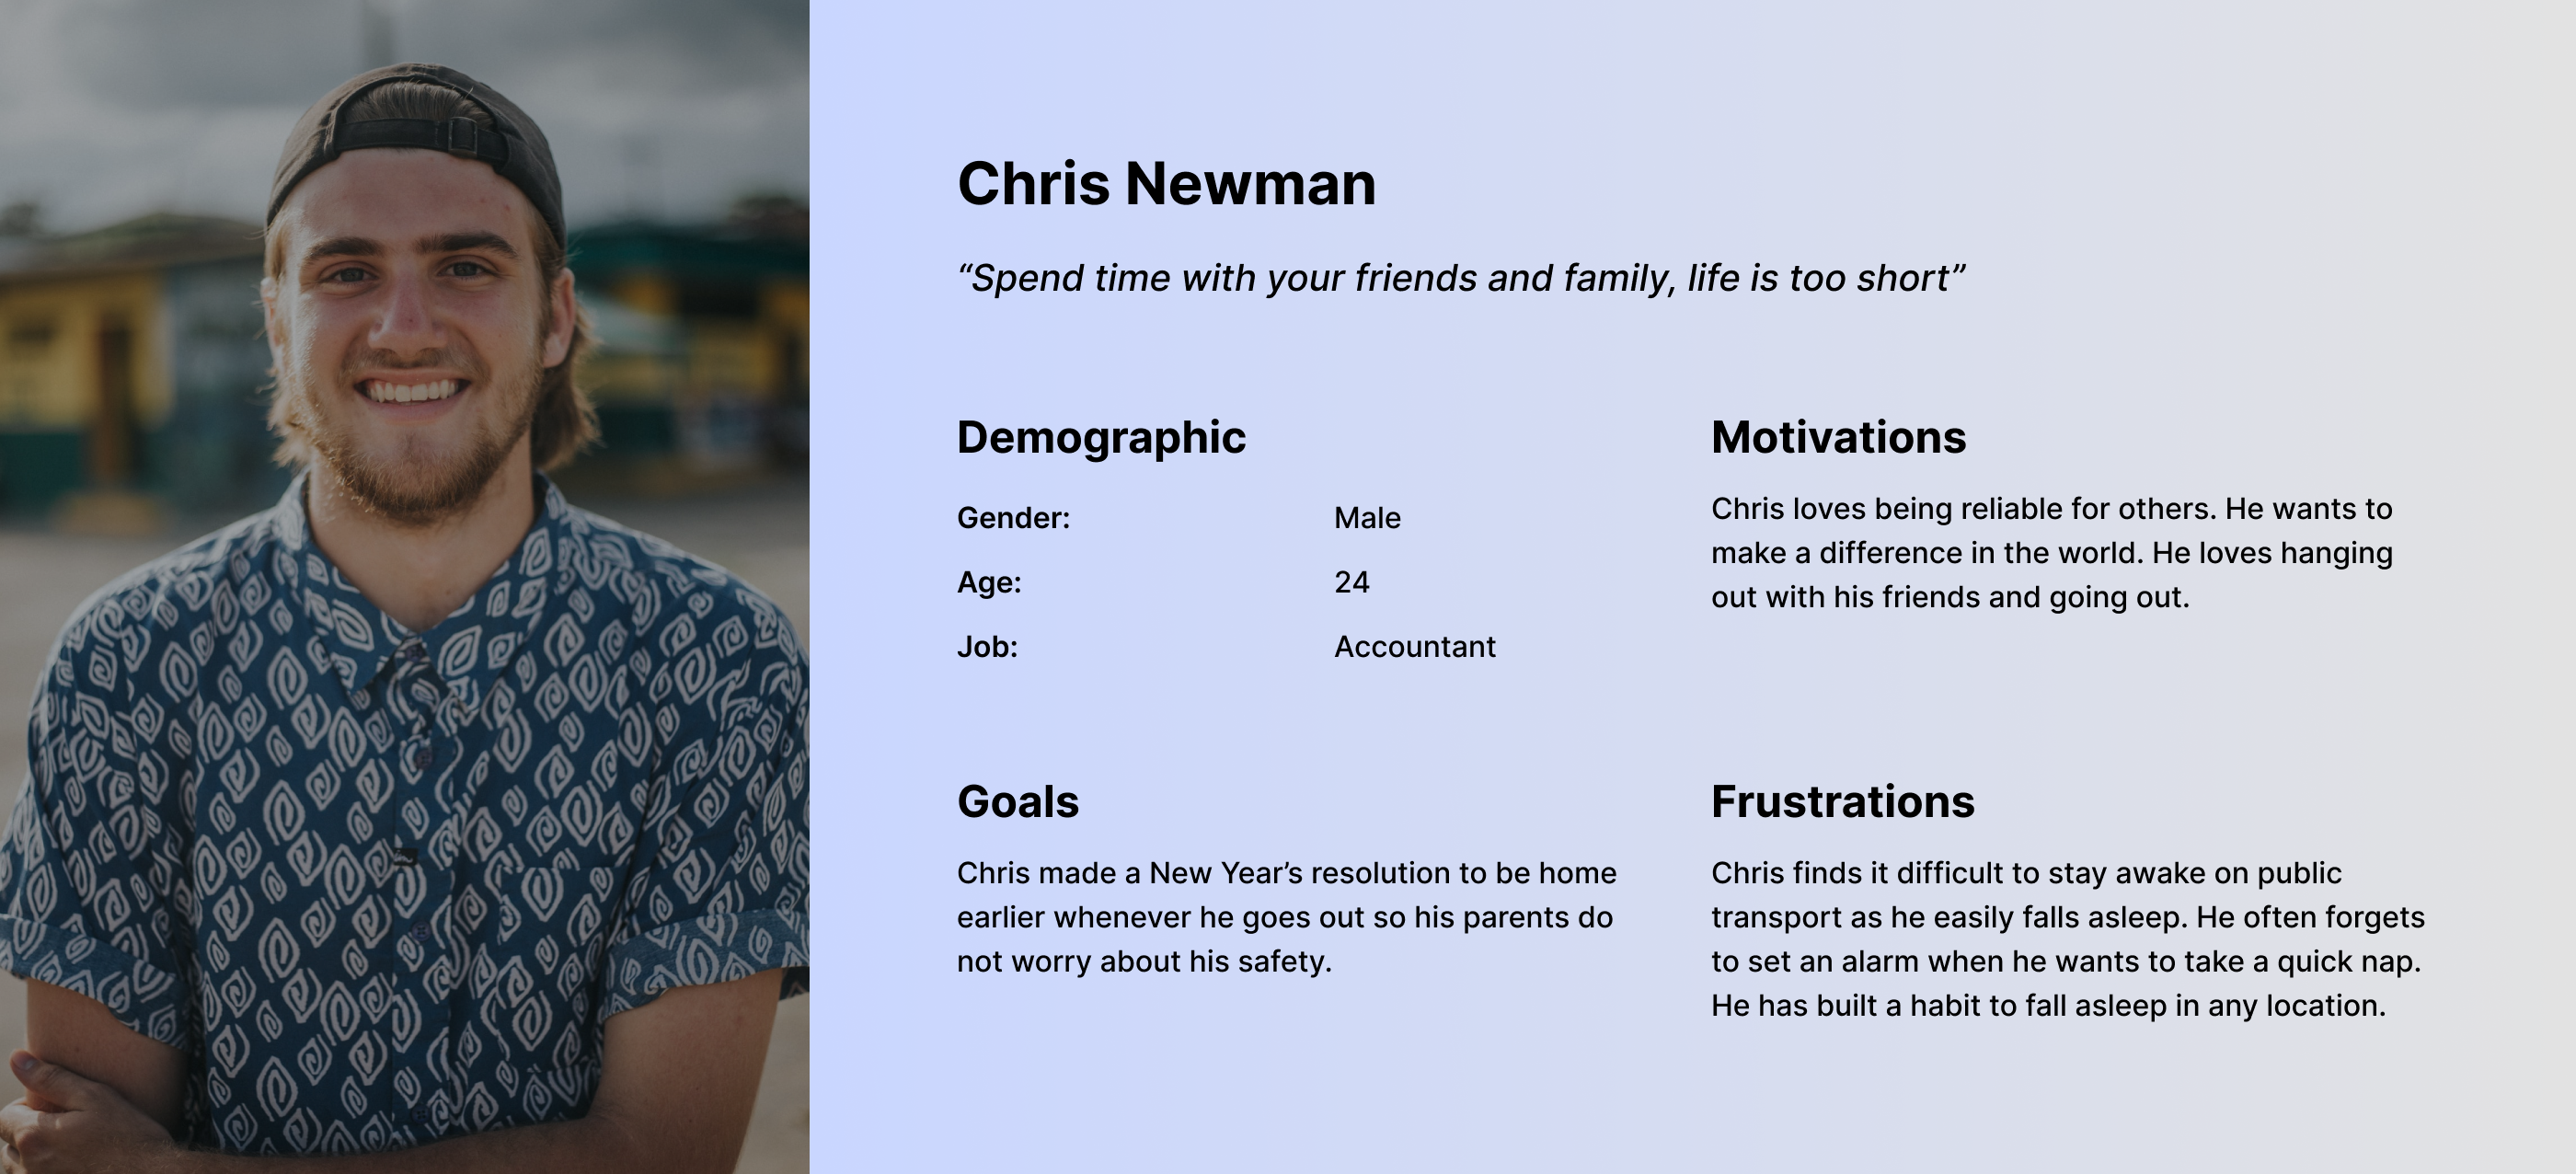 Chris Newman
“Spend time with your friends and family, life is too short”
Demographic
Gender: Male
Age: 24
Job: Accountant
Motivations
Chris loves being reliable for others. He wants to
make a difference in the world. He loves hanging
out with his friends and going out.
Goals
Chris made a New Year’s resolution to be home
earlier whenever he goes out so his parents do
not worry about his safety.
Frustrations
Chris finds it difficult to stay awake on public
transport as he easily falls asleep. He often forgets
to set an alarm when he wants to take a quick nap.
He has built a habit to fall asleep in any location.